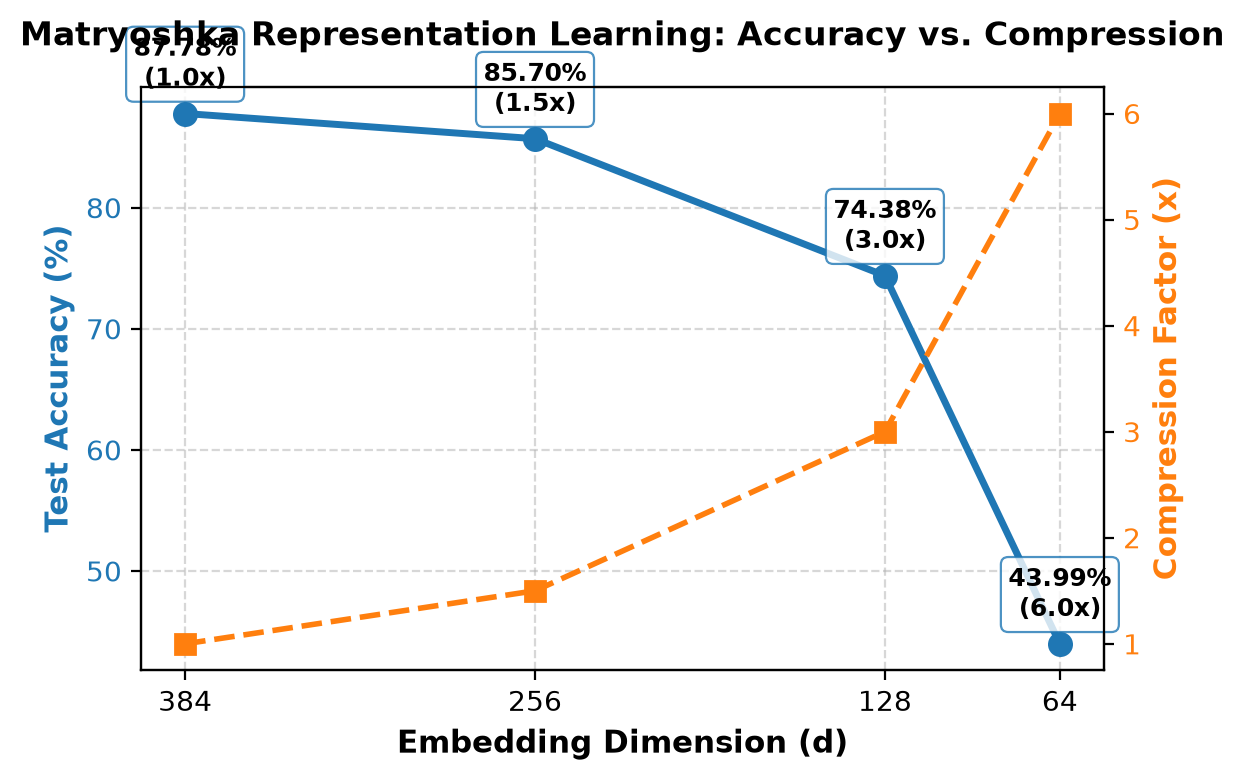 Matryoshka Representation Learning: Accuracy vs. Compression
87.78%
(1.0x)
85.70%
(1.5x)
74.38%
(3.0x)
43.99%
(6.0x)
Test Accuracy (%)
80
70
60
50
6
5
4
3
2
1
Compression Factor (x)
384
256
128
64
Embedding Dimension (d)